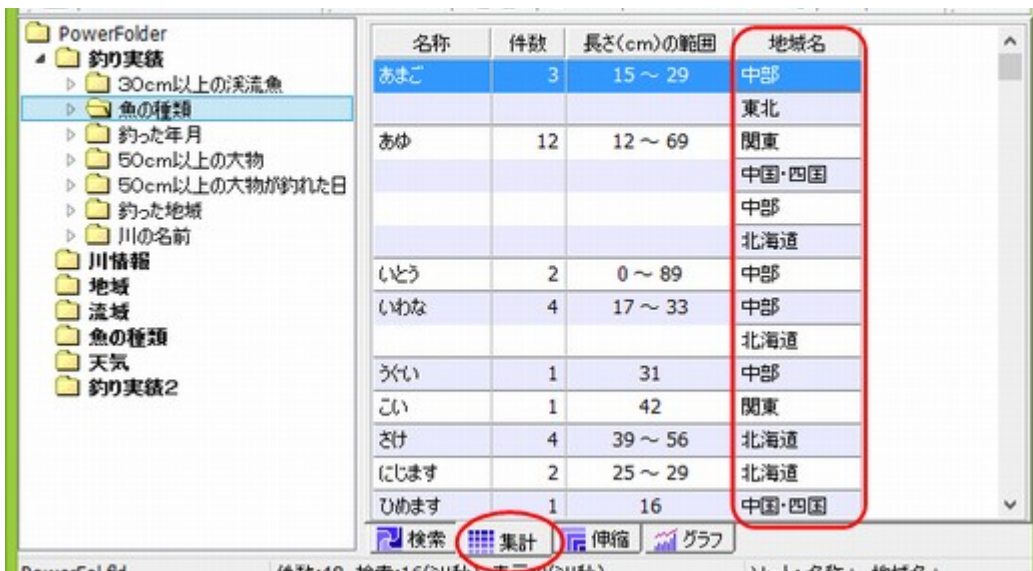 PowerFolder
釣り実績
30cm以上の渓流魚
魚の種類
釣った年月
50cm以上の大物
50cm以上の大物が釣れた日
釣った地域
川の名前
川情報
地域
流域
魚の種類
天気
釣り実績2
名称 件数 長さ(cm)の範囲 地域名
あまご 3 15 ～ 29 中部
東北
あゆ 12 12 ～ 69 関東
中国・四国
中部
北海道
いとう 2 0 ～ 89 中部
いわな 4 17 ～ 33 中部
北海道
うぐい 1 31 中部
こい 1 42 関東
さけ 4 39 ～ 56 北海道
にじます 2 25 ～ 29 北海道
ひめます 1 16 中国・四国
検索 集計 伸縮 グラフ